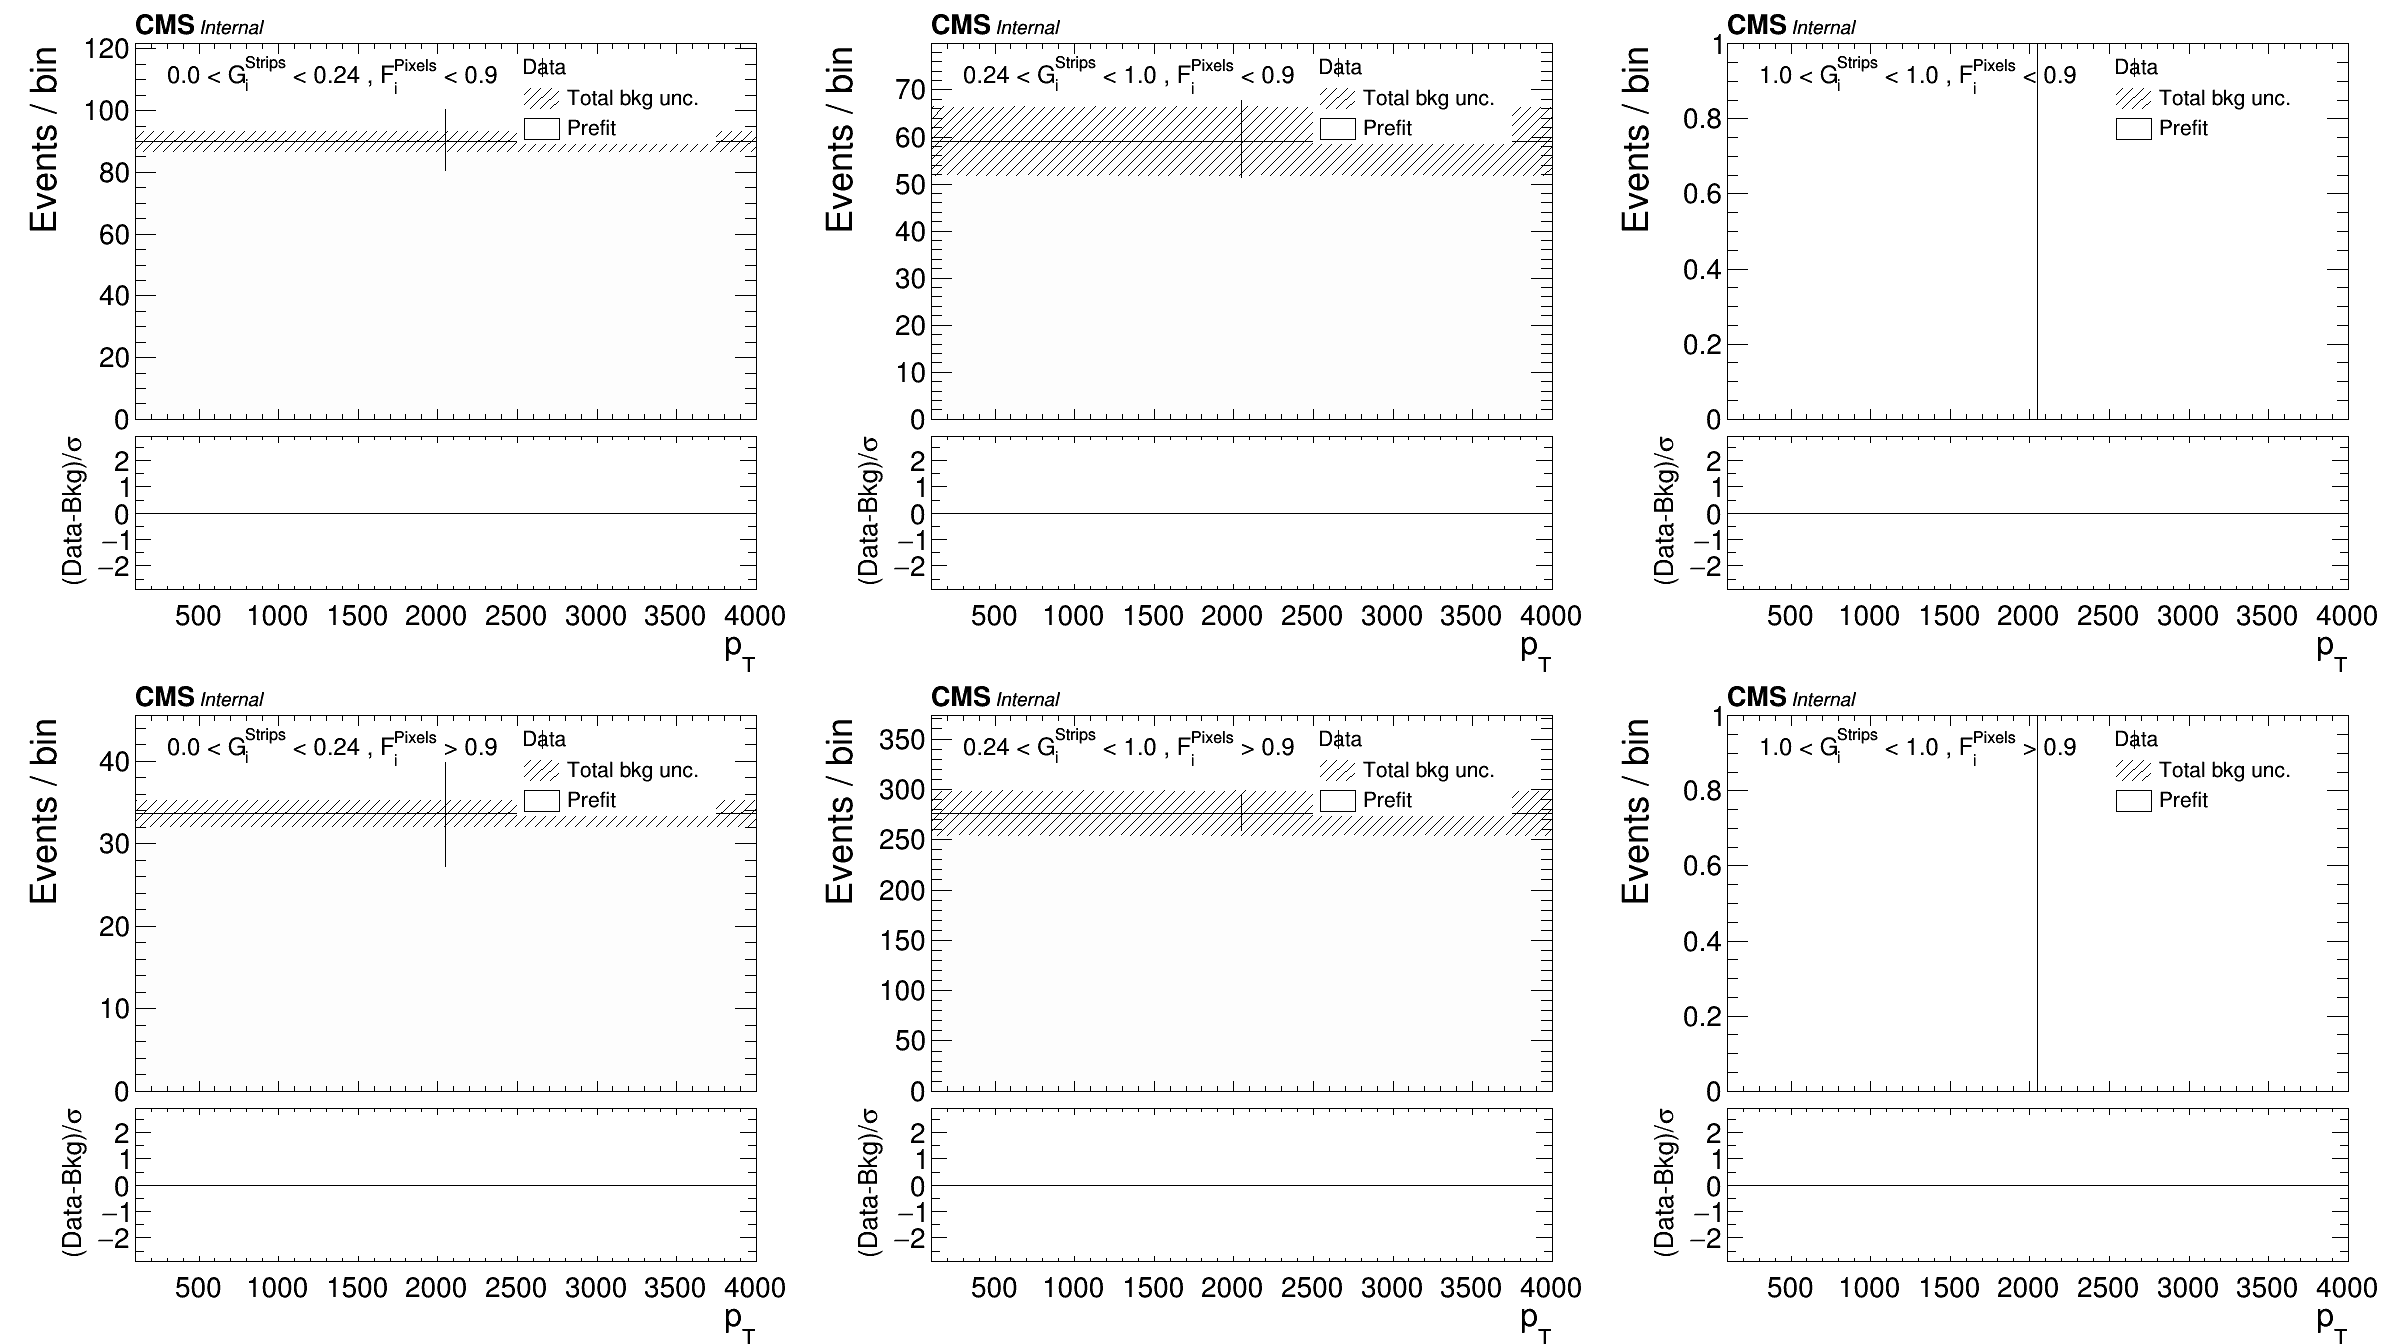 CMS Internal
Events / bin
120
100
80
60
40
20
0
0.0 < G_i^Strips < 0.24 , F_i^Pixels < 0.9
Data
Total bkg unc.
Prefit
(Data-Bkg)/σ
2
1
0
−1
−2
500 1000 1500 2000 2500 3000 3500 4000
p_T
CMS Internal
Events / bin
70
60
50
40
30
20
10
0
0.24 < G_i^Strips < 1.0 , F_i^Pixels < 0.9
Data
Total bkg unc.
Prefit
(Data-Bkg)/σ
2
1
0
−1
−2
500 1000 1500 2000 2500 3000 3500 4000
p_T
CMS Internal
Events / bin
1
0.8
0.6
0.4
0.2
0
1.0 < G_i^Strips < 1.0 , F_i^Pixels < 0.9
Data
Total bkg unc.
Prefit
(Data-Bkg)/σ
2
1
0
−1
−2
500 1000 1500 2000 2500 3000 3500 4000
p_T
CMS Internal
Events / bin
40
30
20
10
0
0.0 < G_i^Strips < 0.24 , F_i^Pixels > 0.9
Data
Total bkg unc.
Prefit
(Data-Bkg)/σ
2
1
0
−1
−2
500 1000 1500 2000 2500 3000 3500 4000
p_T
CMS Internal
Events / bin
350
300
250
200
150
100
50
0
0.24 < G_i^Strips < 1.0 , F_i^Pixels > 0.9
Data
Total bkg unc.
Prefit
(Data-Bkg)/σ
2
1
0
−1
−2
500 1000 1500 2000 2500 3000 3500 4000
p_T
CMS Internal
Events / bin
1
0.8
0.6
0.4
0.2
0
1.0 < G_i^Strips < 1.0 , F_i^Pixels > 0.9
Data
Total bkg unc.
Prefit
(Data-Bkg)/σ
2
1
0
−1
−2
500 1000 1500 2000 2500 3000 3500 4000
p_T